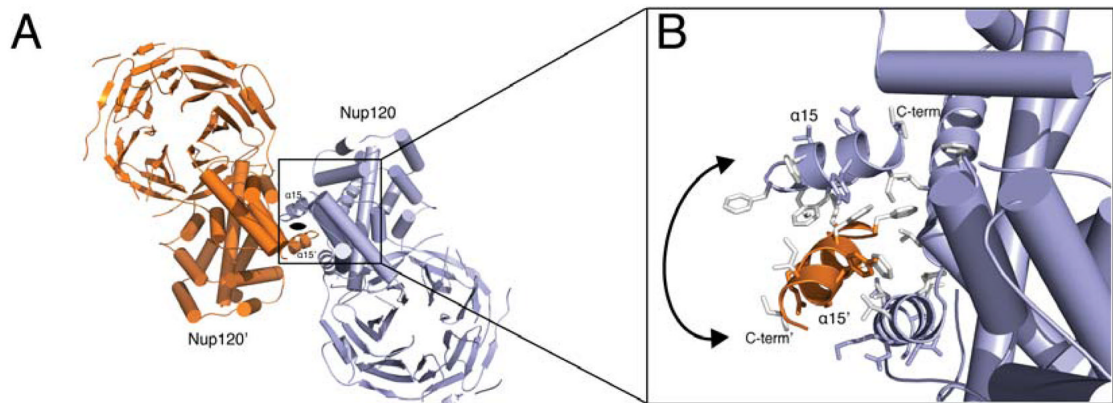 A
Nup120
α15
α15'
Nup120'
B
α15
C-term
α15'
C-term'